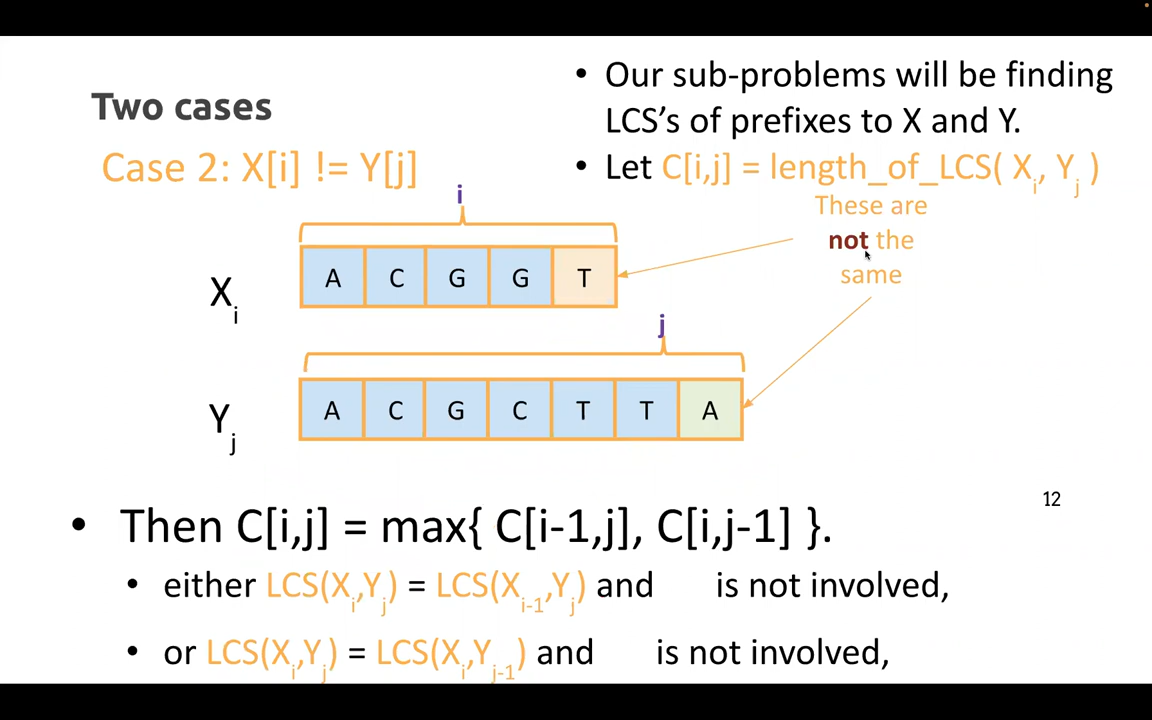 Two cases
Case 2: X[i] != Y[j]
• Our sub-problems will be finding
LCS’s of prefixes to X and Y.
• Let C[i,j] = length_of_LCS( Xi, Yj )
These are
not the
same
i
Xi
A C G G T
j
Yj
A C G C T T A
12
• Then C[i,j] = max{ C[i-1,j], C[i,j-1] }.
• either LCS(Xi,Yj) = LCS(Xi-1,Yj) and is not involved,
• or LCS(Xi,Yj) = LCS(Xi,Yj-1) and is not involved,